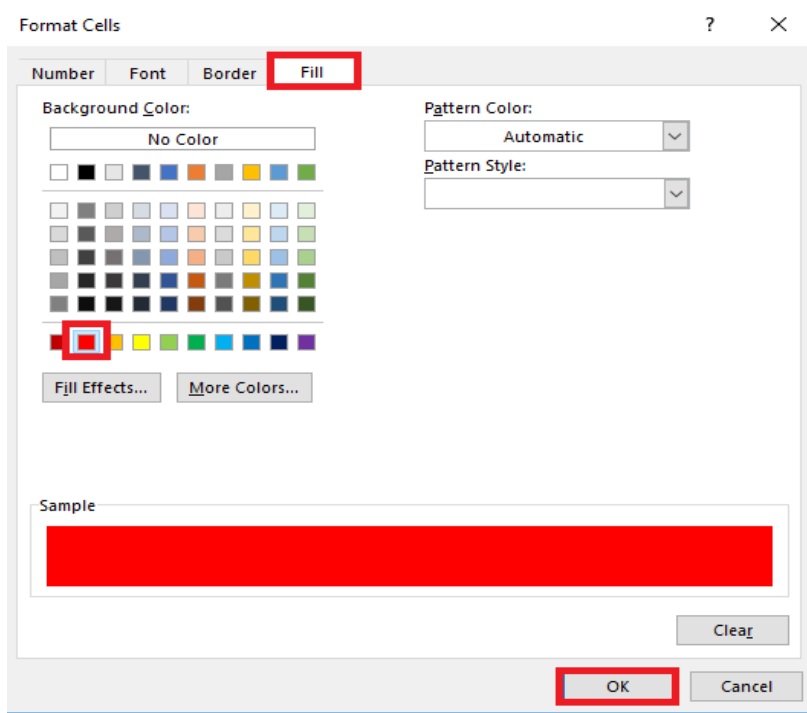 Format Cells ? ×
Number Font Border Fill
Background Color: Pattern Color:
No Color Automatic
Pattern Style:
Fill Effects... More Colors...
Sample
Clear
OK Cancel